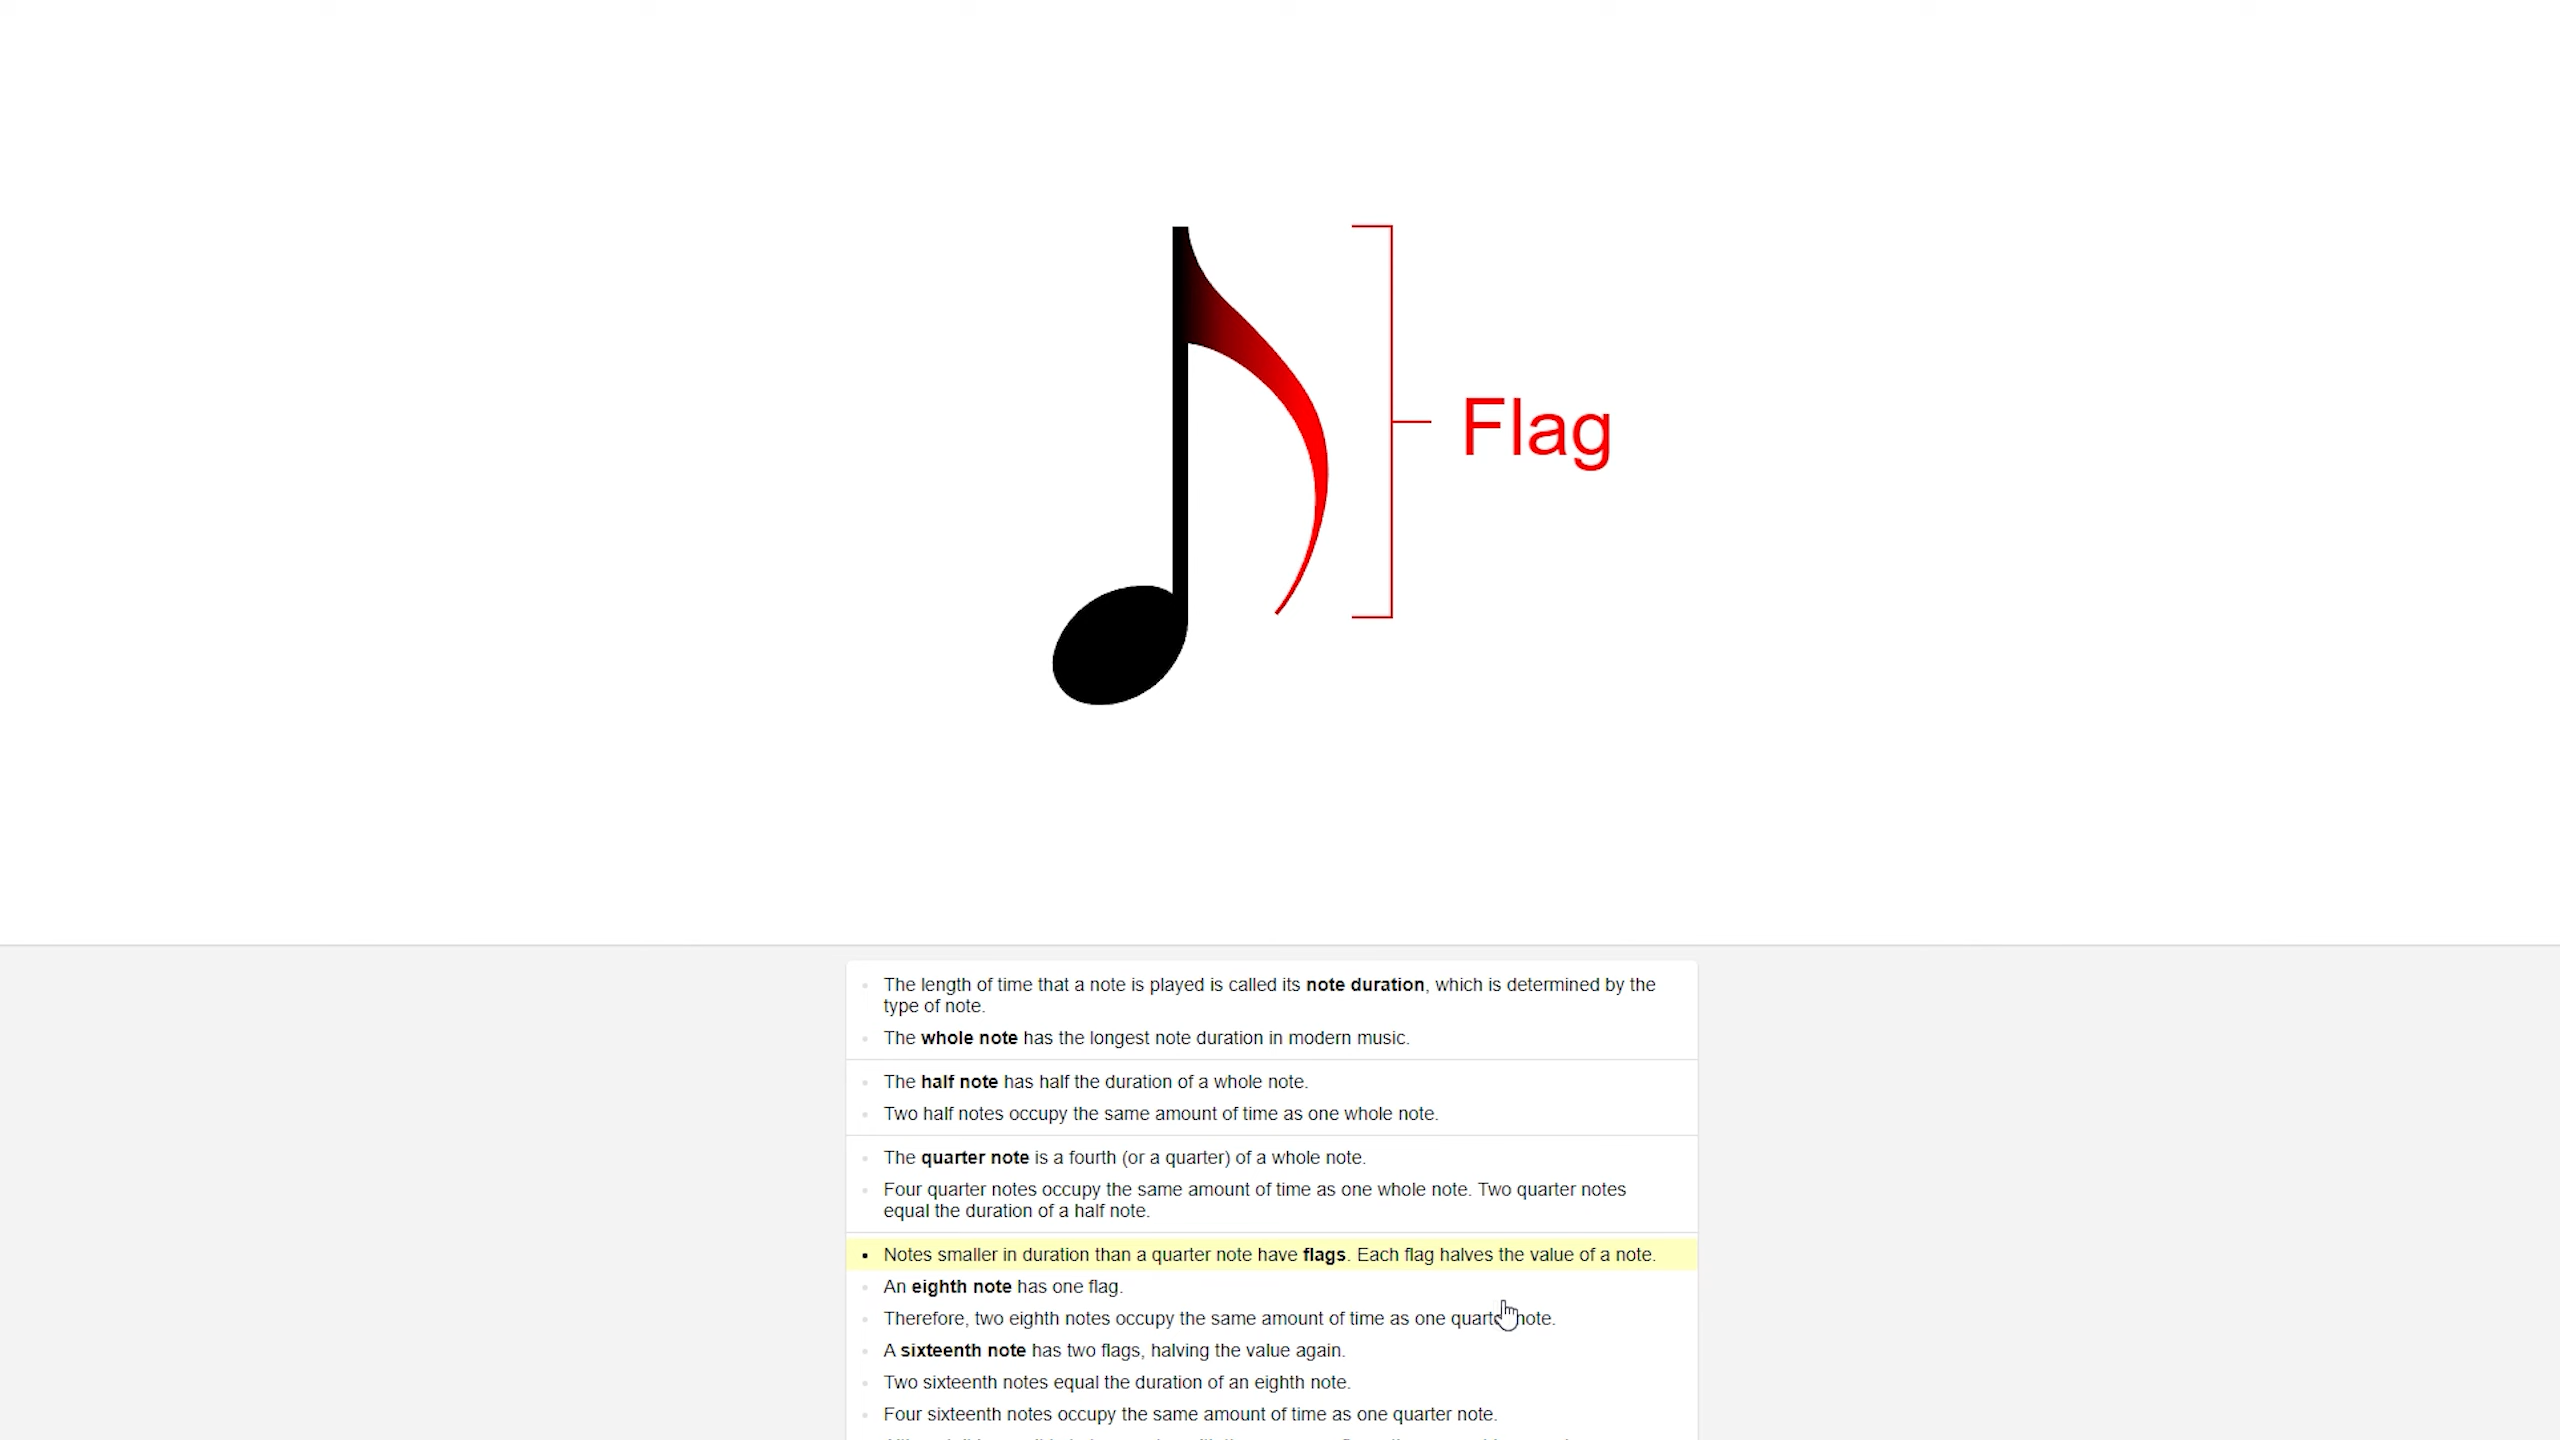 Flag
The length of time that a note is played is called its note duration, which is determined by the
type of note.
The whole note has the longest note duration in modern music.
The half note has half the duration of a whole note.
Two half notes occupy the same amount of time as one whole note.
The quarter note is a fourth (or a quarter) of a whole note.
Four quarter notes occupy the same amount of time as one whole note. Two quarter notes
equal the duration of a half note.
Notes smaller in duration than a quarter note have flags. Each flag halves the value of a note.
An eighth note has one flag.
Therefore, two eighth notes occupy the same amount of time as one quarter note.
A sixteenth note has two flags, halving the value again.
Two sixteenth notes equal the duration of an eighth note.
Four sixteenth notes occupy the same amount of time as one quarter note.